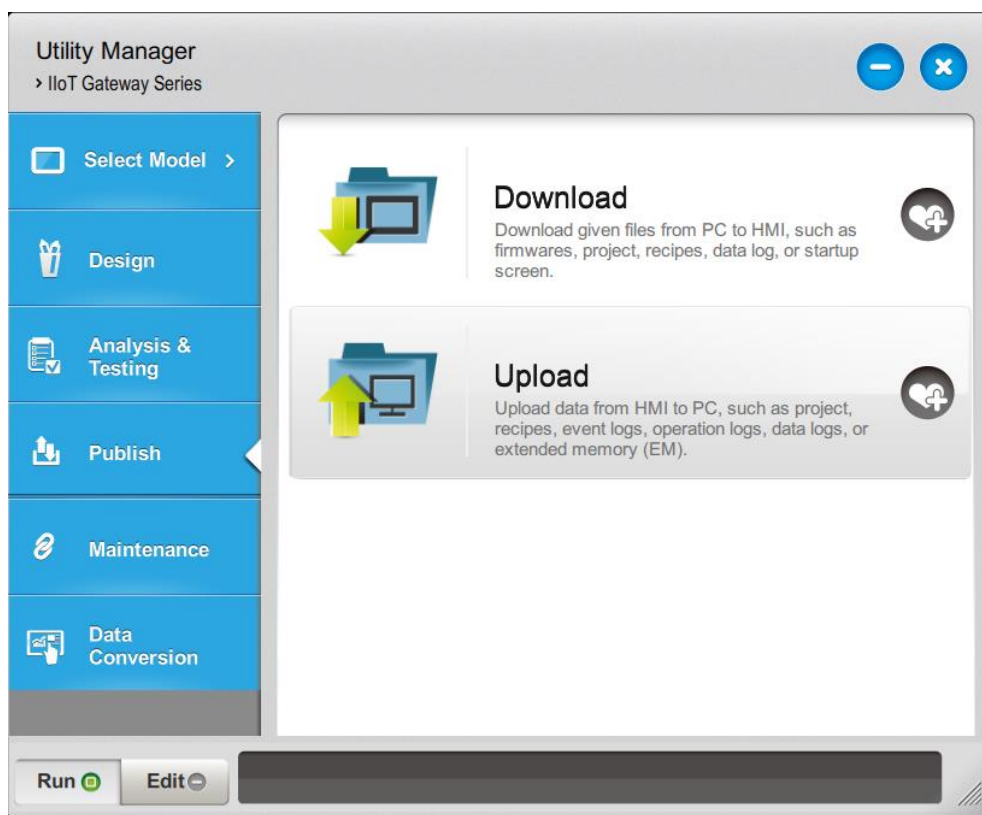 Utility Manager
> IIoT Gateway Series
Select Model >
Design
Analysis &
Testing
Publish
Maintenance
Data
Conversion
Download
Download given files from PC to HMI, such as
firmwares, project, recipes, data log, or startup
screen.
Upload
Upload data from HMI to PC, such as project,
recipes, event logs, operation logs, data logs, or
extended memory (EM).
Run
Edit